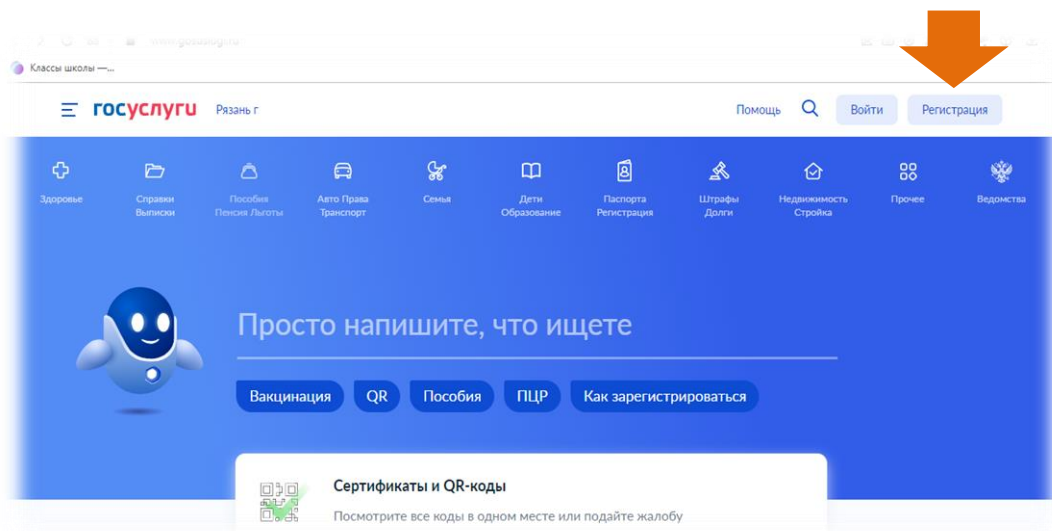 Классы школы —...
госуслуги Рязань г Помощь Войти Регистрация
Здоровье
Справки
Выписки
Пособия
Пенсия Льготы
Авто Права
Транспорт
Семья
Дети
Образование
Паспорта
Регистрация
Штрафы
Долги
Недвижимость
Стройка
Прочее
Ведомства
Просто напишите, что ищете
Вакцинация QR Пособия ПЦР Как зарегистрироваться
Сертификаты и QR-коды
Посмотрите все коды в одном месте или подайте жалобу